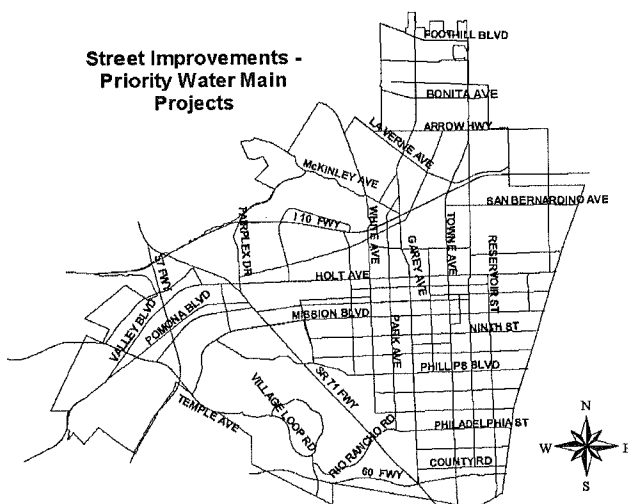 Street Improvements -
Priority Water Main
Projects
FOOTHILL BLVD
BONITA AVE
ARROW HWY
LA VERNE AVE
McKINLEY AVE
SAN BERNARDINO AVE
FAIRPLEX DR
I 10 FWY
WHITE AVE
GAREY AVE
TOWNE AVE
RESERVOIR ST
57 FWY
HOLT AVE
VALLEY BLVD
POMONA BLVD
MISSION BLVD
PARK AVE
NINTH ST
SR 71 FWY
PHILLIPS BLVD
TEMPLE AVE
VILLAGE LOOP RD
RIO RANCHO RD
PHILADELPHIA ST
60 FWY
COUNTY RD
N
W
E
S